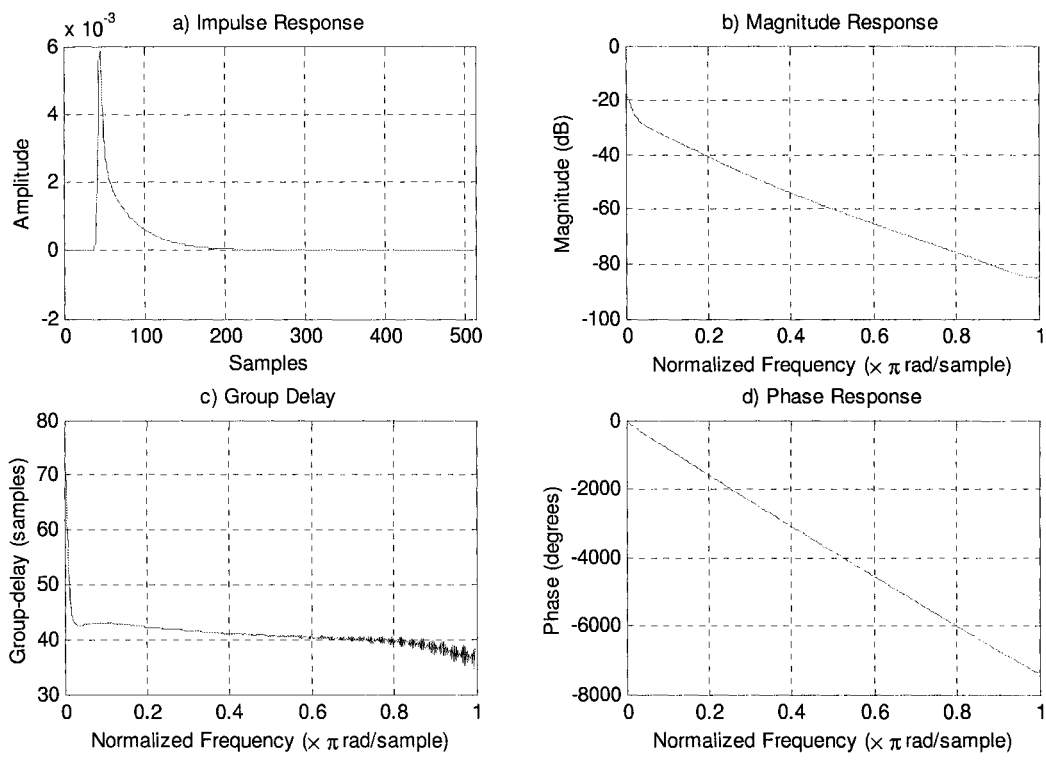 a) Impulse Response
x 10⁻³
6
4
2
0
-2
Amplitude
0 100 200 300 400 500
Samples
b) Magnitude Response
0
-20
-40
-60
-80
-100
Magnitude (dB)
0 0.2 0.4 0.6 0.8 1
Normalized Frequency (× π rad/sample)
c) Group Delay
80
70
60
50
40
30
Group-delay (samples)
0 0.2 0.4 0.6 0.8 1
Normalized Frequency (× π rad/sample)
d) Phase Response
0
-2000
-4000
-6000
-8000
Phase (degrees)
0 0.2 0.4 0.6 0.8 1
Normalized Frequency (× π rad/sample)